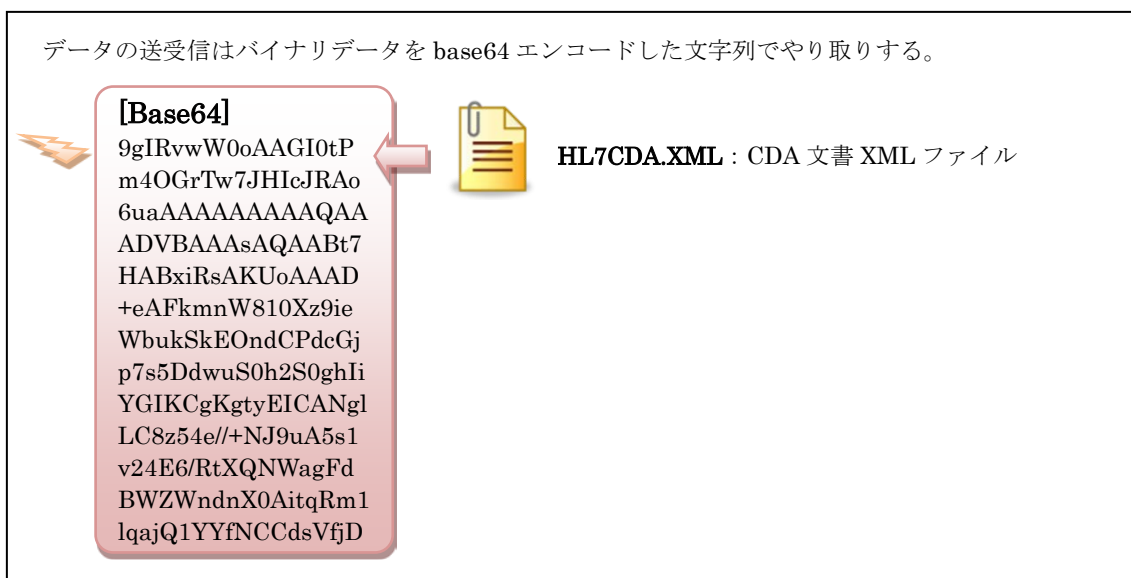 データの送受信はバイナリデータを base64 エンコードした文字列でやり取りする。
[Base64]
9gIRvwW0oAAGI0tP
m4OGrTw7JHIcJRAo
6uaAAAAAAAAAQAA
ADVBAAAsAQAABt7
HABxiRsAKUoAAAD
+eAFkmnW810Xz9ie
WbukSkEOndCPdcGj
p7s5DdwuS0h2S0ghIi
YGIKCgKgtyEICANgl
LC8z54e//+NJ9uA5s1
v24E6/RtXQNWagFd
BWZWndnX0AitqRm1
lqajQ1YYfNCCdsVfjD
HL7CDA.XML：CDA 文書 XML ファイル